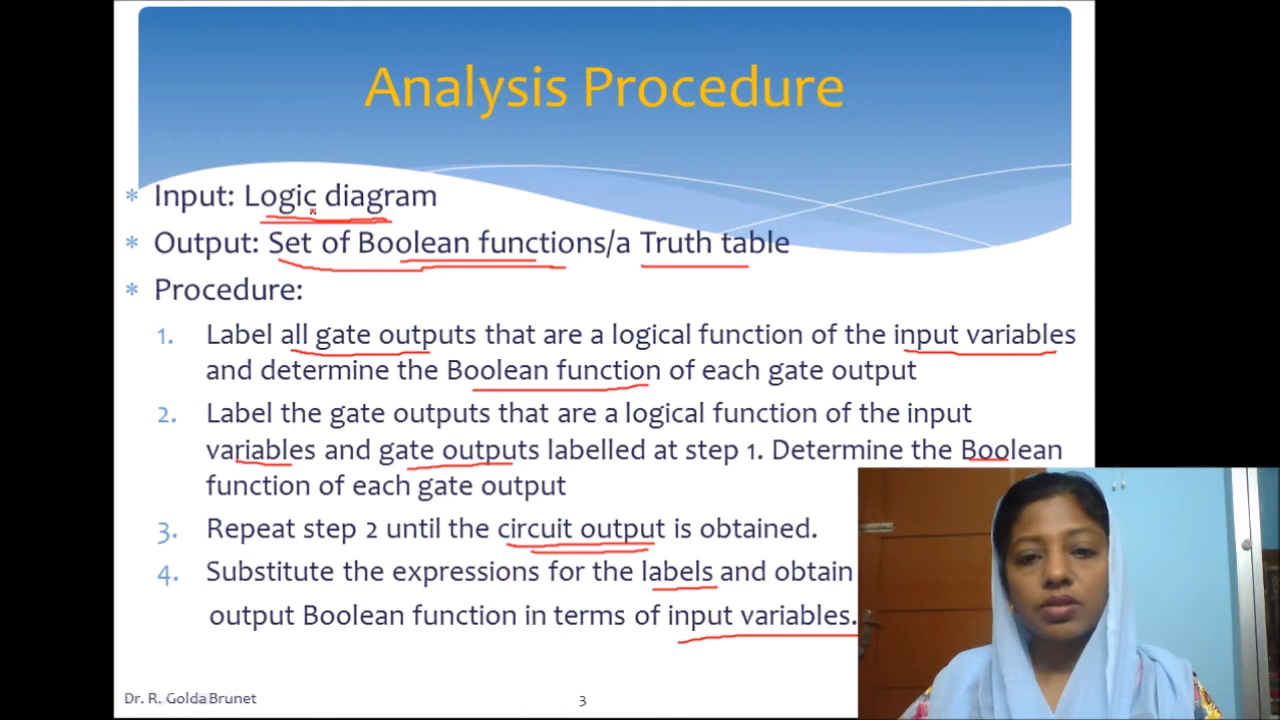 Analysis Procedure
* Input: Logic diagram
* Output: Set of Boolean functions/a Truth table
* Procedure:
1. Label all gate outputs that are a logical function of the input variables
and determine the Boolean function of each gate output
2. Label the gate outputs that are a logical function of the input
variables and gate outputs labelled at step 1. Determine the Boolean
function of each gate output
3. Repeat step 2 until the circuit output is obtained.
4. Substitute the expressions for the labels and obtain
output Boolean function in terms of input variables.
Dr. R. Golda Brunet
3